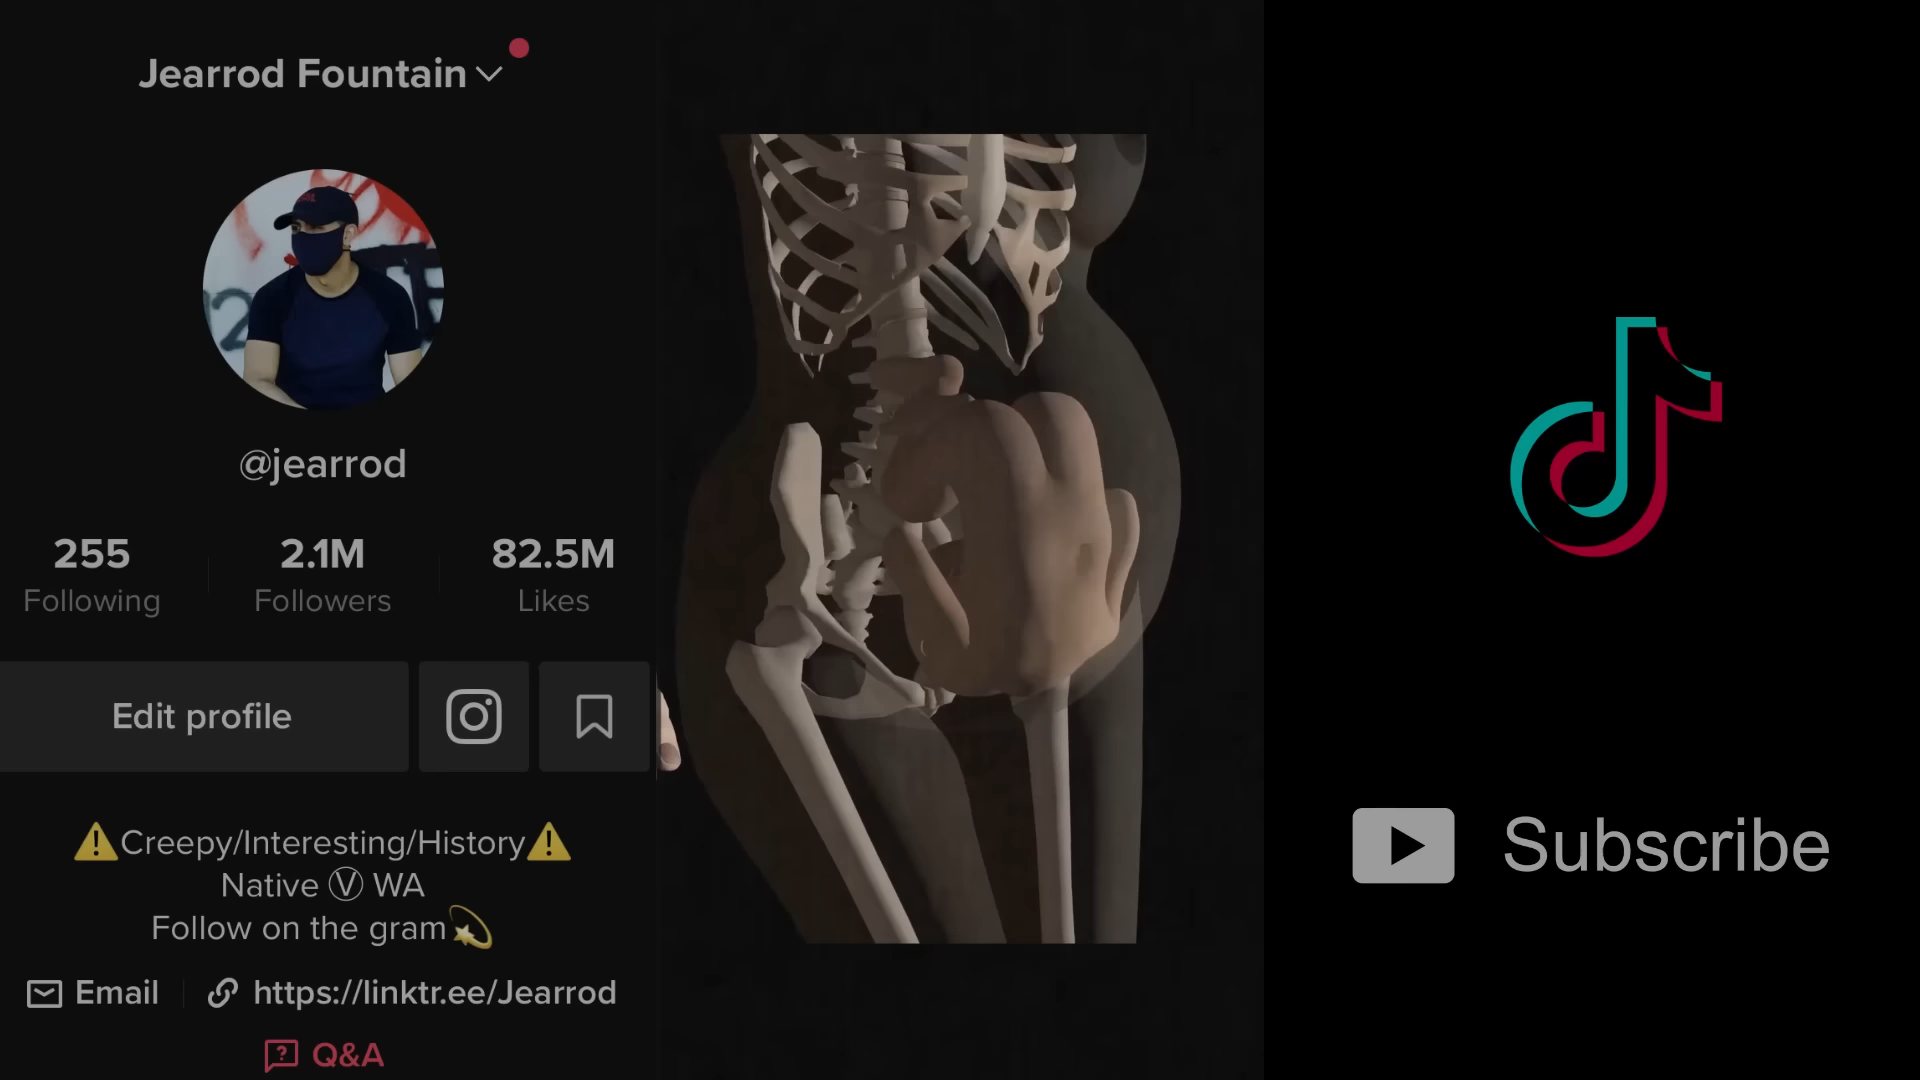 Jearrod Fountain
@jearrod
255 2.1M 82.5M
Following Followers Likes
Edit profile
⚠️Creepy/Interesting/History⚠️
Native Ⓥ WA
Follow on the gram💫
Email https://linktr.ee/Jearrod
Q&A
Subscribe